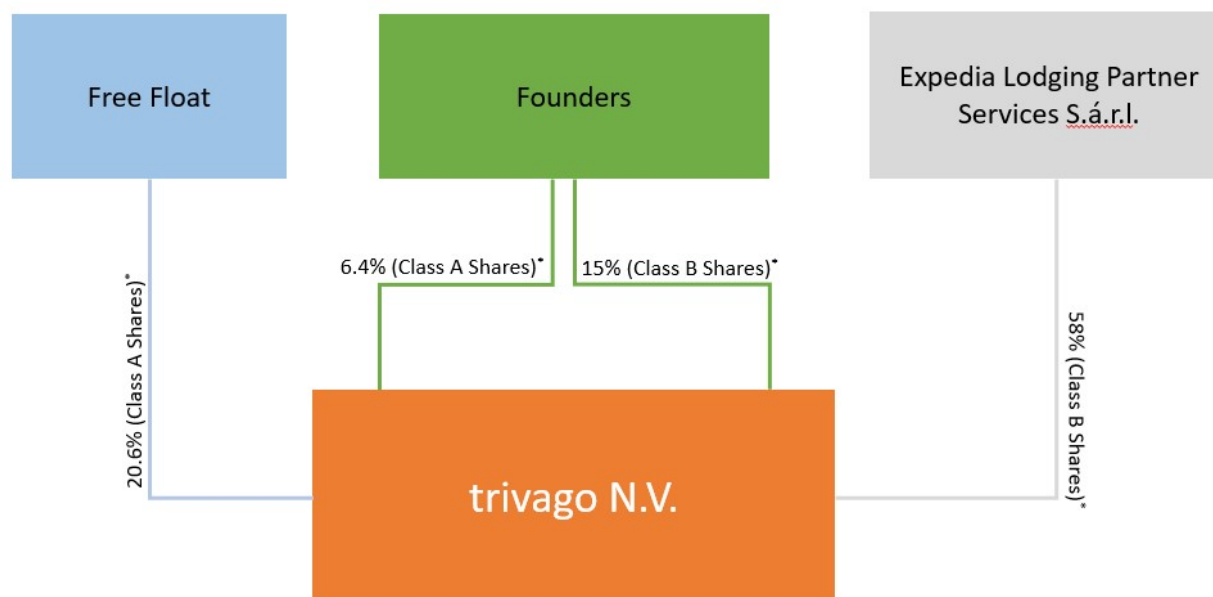 Free Float
Founders
Expedia Lodging Partner
Services S.á.r.l.
6.4% (Class A Shares)*
15% (Class B Shares)*
20.6% (Class A Shares)*
58% (Class B Shares)*
trivago N.V.